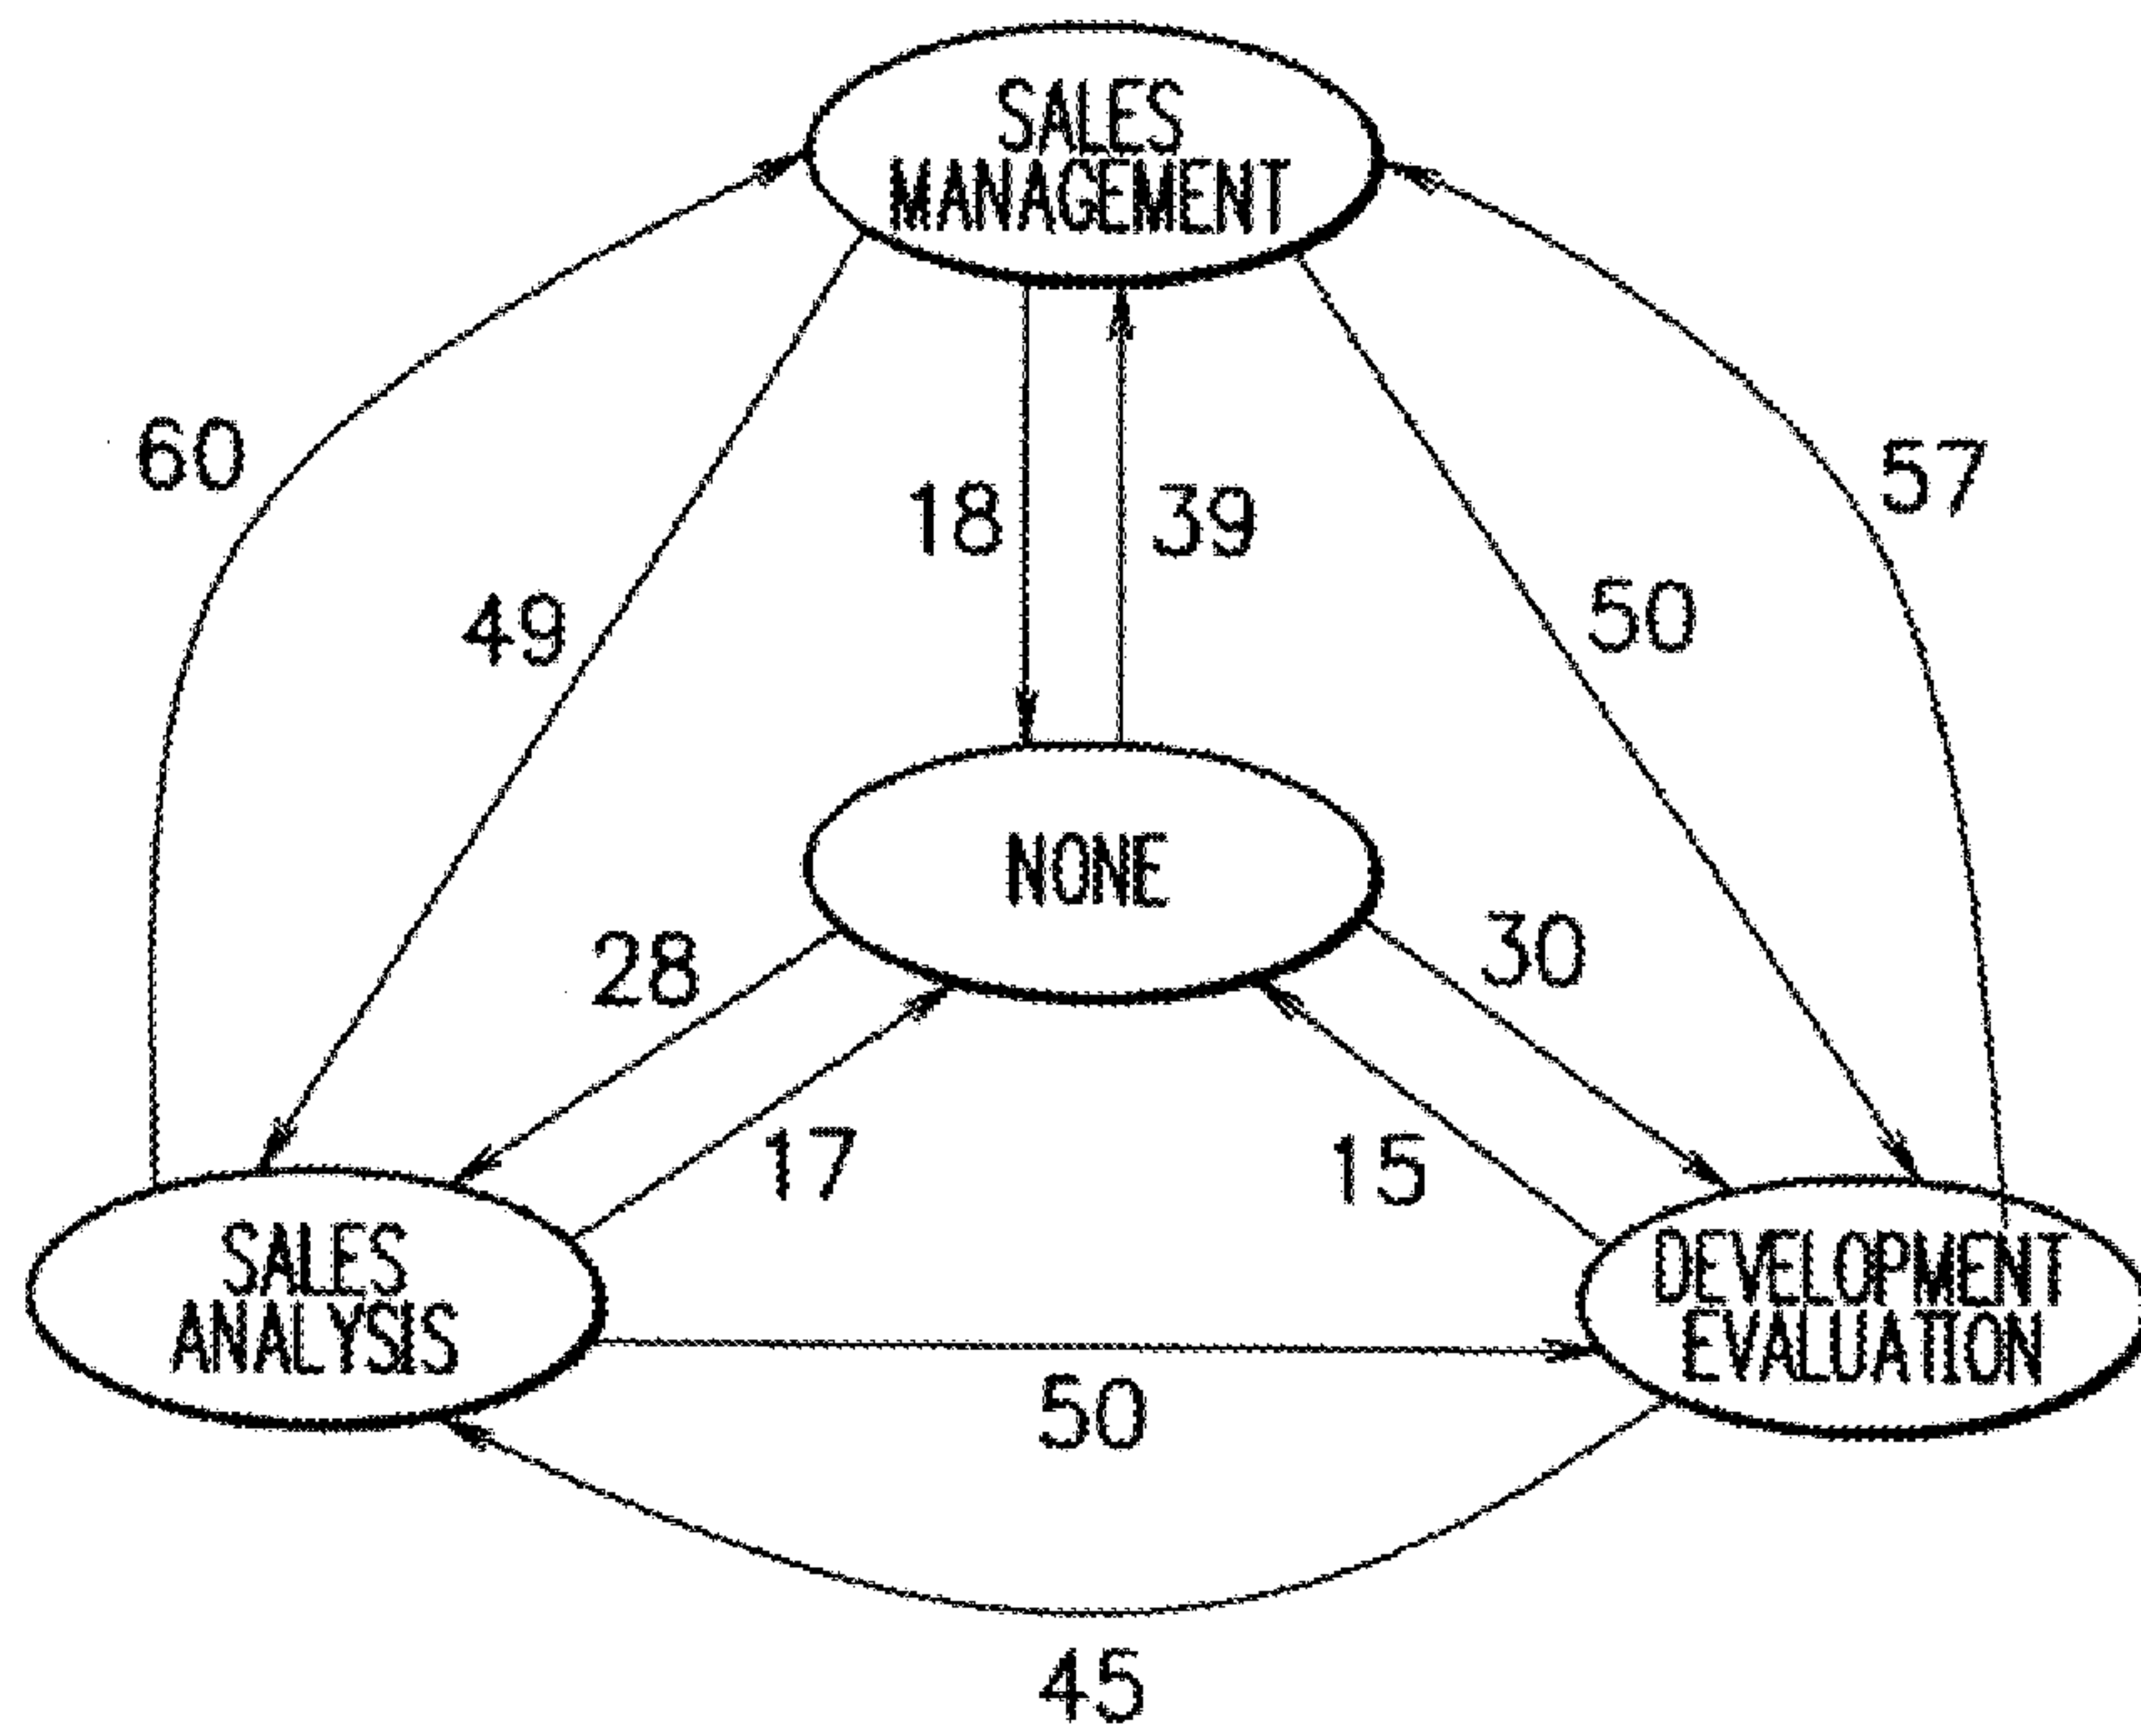 SALES
MANAGEMENT
60
57
18
39
49
50
NONE
28
30
17
15
SALES
ANALYSIS
DEVELOPMENT
EVALUATION
50
45